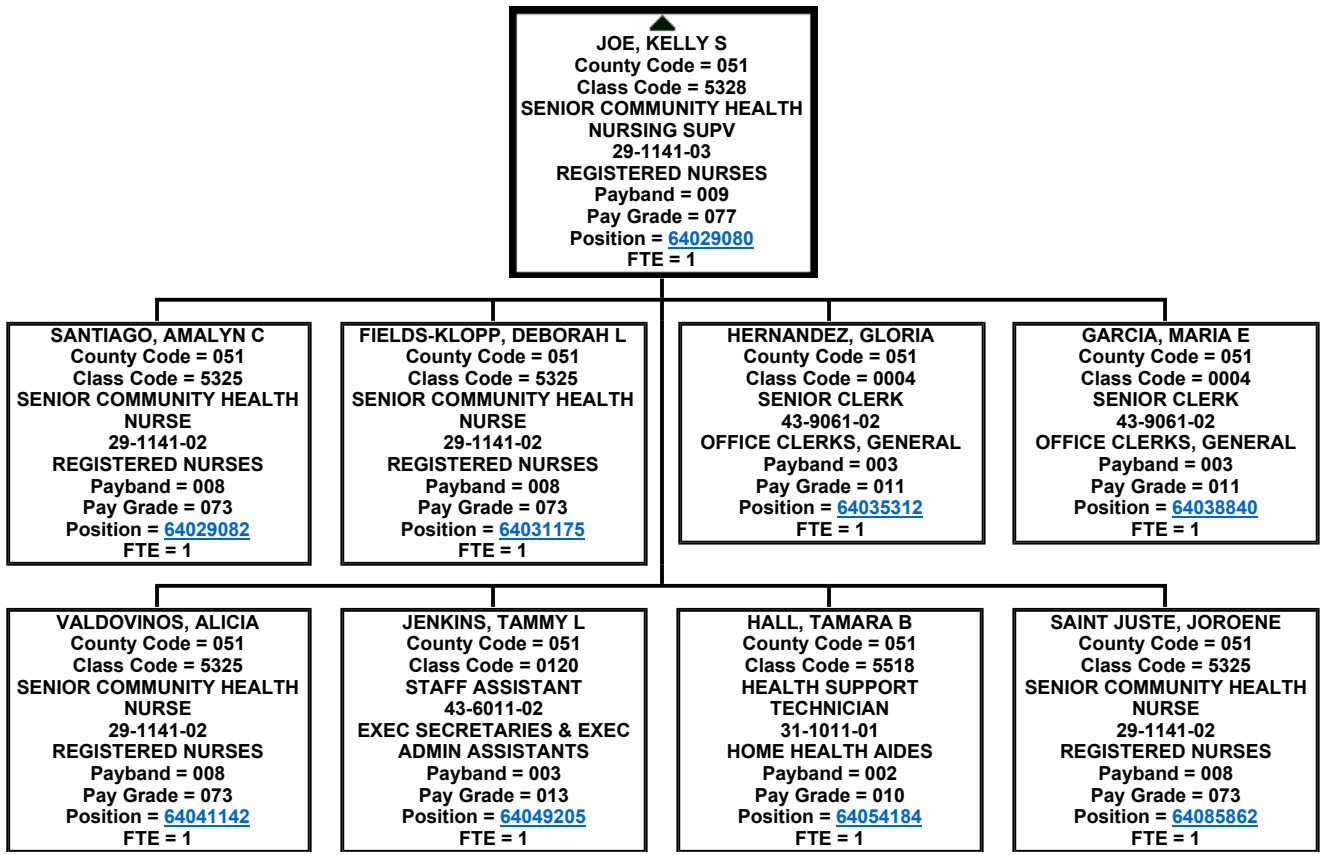 JOE, KELLY S
County Code = 051
Class Code = 5328
SENIOR COMMUNITY HEALTH
NURSING SUPV
29-1141-03
REGISTERED NURSES
Payband = 009
Pay Grade = 077
Position = 64029080
FTE = 1
SANTIAGO, AMALYN C
County Code = 051
Class Code = 5325
SENIOR COMMUNITY HEALTH
NURSE
29-1141-02
REGISTERED NURSES
Payband = 008
Pay Grade = 073
Position = 64029082
FTE = 1
FIELDS-KLOPP, DEBORAH L
County Code = 051
Class Code = 5325
SENIOR COMMUNITY HEALTH
NURSE
29-1141-02
REGISTERED NURSES
Payband = 008
Pay Grade = 073
Position = 64031175
FTE = 1
HERNANDEZ, GLORIA
County Code = 051
Class Code = 0004
SENIOR CLERK
43-9061-02
OFFICE CLERKS, GENERAL
Payband = 003
Pay Grade = 011
Position = 64035312
FTE = 1
GARCIA, MARIA E
County Code = 051
Class Code = 0004
SENIOR CLERK
43-9061-02
OFFICE CLERKS, GENERAL
Payband = 003
Pay Grade = 011
Position = 64038840
FTE = 1
VALDOVINOS, ALICIA
County Code = 051
Class Code = 5325
SENIOR COMMUNITY HEALTH
NURSE
29-1141-02
REGISTERED NURSES
Payband = 008
Pay Grade = 073
Position = 64041142
FTE = 1
JENKINS, TAMMY L
County Code = 051
Class Code = 0120
STAFF ASSISTANT
43-6011-02
EXEC SECRETARIES & EXEC
ADMIN ASSISTANTS
Payband = 003
Pay Grade = 013
Position = 64049205
FTE = 1
HALL, TAMARA B
County Code = 051
Class Code = 5518
HEALTH SUPPORT
TECHNICIAN
31-1011-01
HOME HEALTH AIDES
Payband = 002
Pay Grade = 010
Position = 64054184
FTE = 1
SAINT JUSTE, JOROENE
County Code = 051
Class Code = 5325
SENIOR COMMUNITY HEALTH
NURSE
29-1141-02
REGISTERED NURSES
Payband = 008
Pay Grade = 073
Position = 64085862
FTE = 1